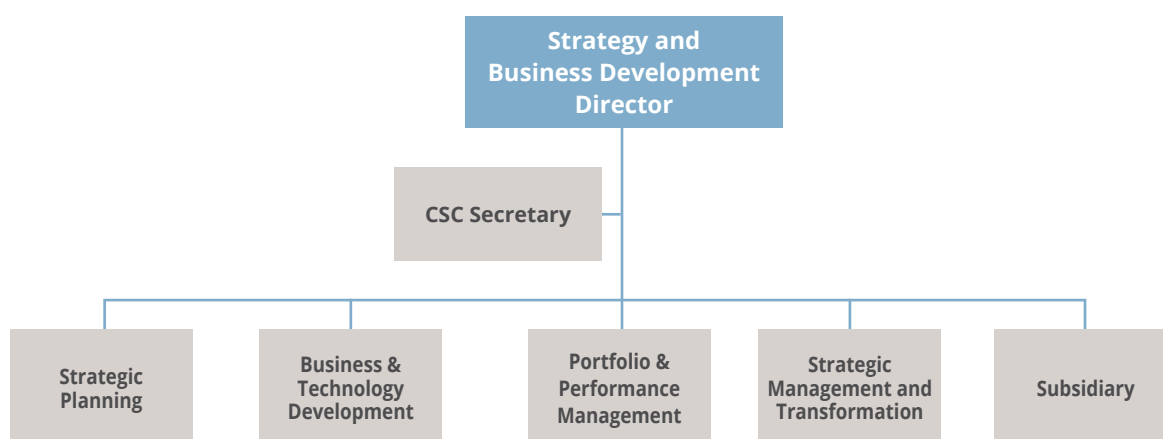 Strategy and
Business Development
Director
CSC Secretary
Strategic
Planning
Business &
Technology
Development
Portfolio &
Performance
Management
Strategic
Management and
Transformation
Subsidiary